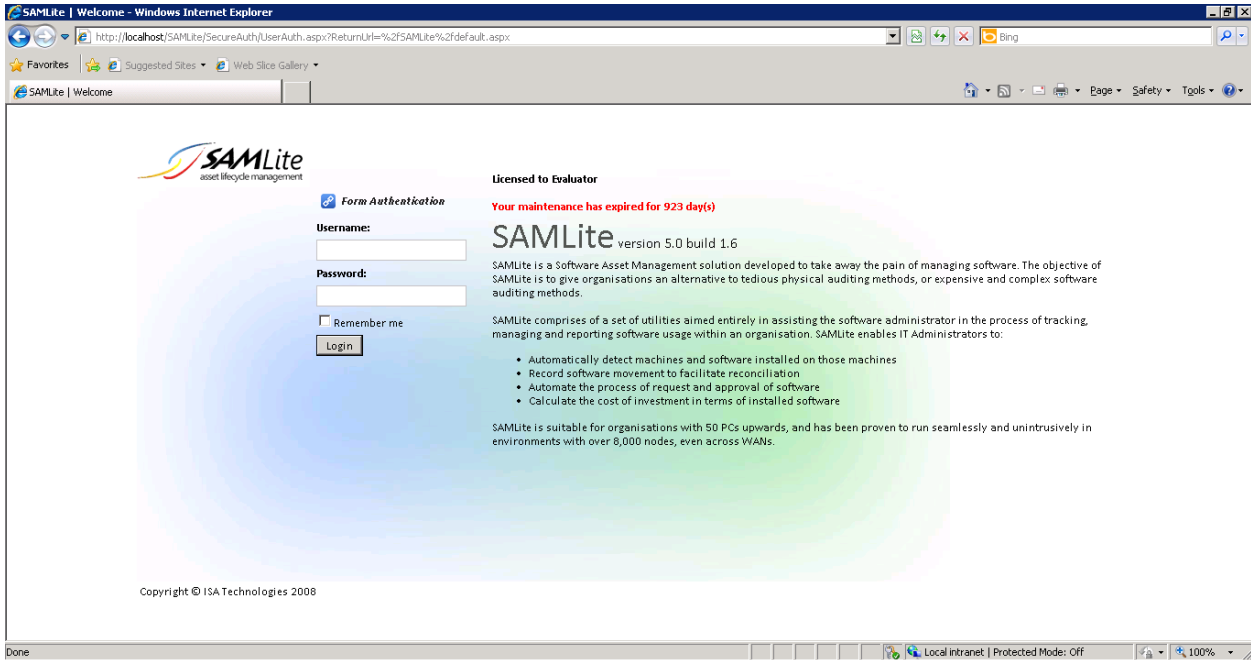 SAMLite | Welcome - Windows Internet Explorer
http://localhost/SAMLite/SecureAuth/UserAuth.aspx?ReturnUrl=%2fSAMLite%2fdefault.aspx
Bing
Favorites
Suggested Sites
Web Slice Gallery
SAMLite | Welcome
Page
Safety
Tools
SAMLite
asset lifecycle management
Form Authentication
Username:
Password:
Remember me
Login
Licensed to Evaluator
Your maintenance has expired for 923 day(s)
SAMLite version 5.0 build 1.6
SAMLite is a Software Asset Management solution developed to take away the pain of managing software. The objective of
SAMLite is to give organisations an alternative to tedious physical auditing methods, or expensive and complex software
auditing methods.
SAMLite comprises of a set of utilities aimed entirely in assisting the software administrator in the process of tracking,
managing and reporting software usage within an organisation. SAMLite enables IT Administrators to:
• Automatically detect machines and software installed on those machines
• Record software movement to facilitate reconciliation
• Automate the process of request and approval of software
• Calculate the cost of investment in terms of installed software
SAMLite is suitable for organisations with 50 PCs upwards, and has been proven to run seamlessly and unintrusively in
environments with over 8,000 nodes, even across WANs.
Copyright © ISA Technologies 2008
Done
Local intranet | Protected Mode: Off
100%